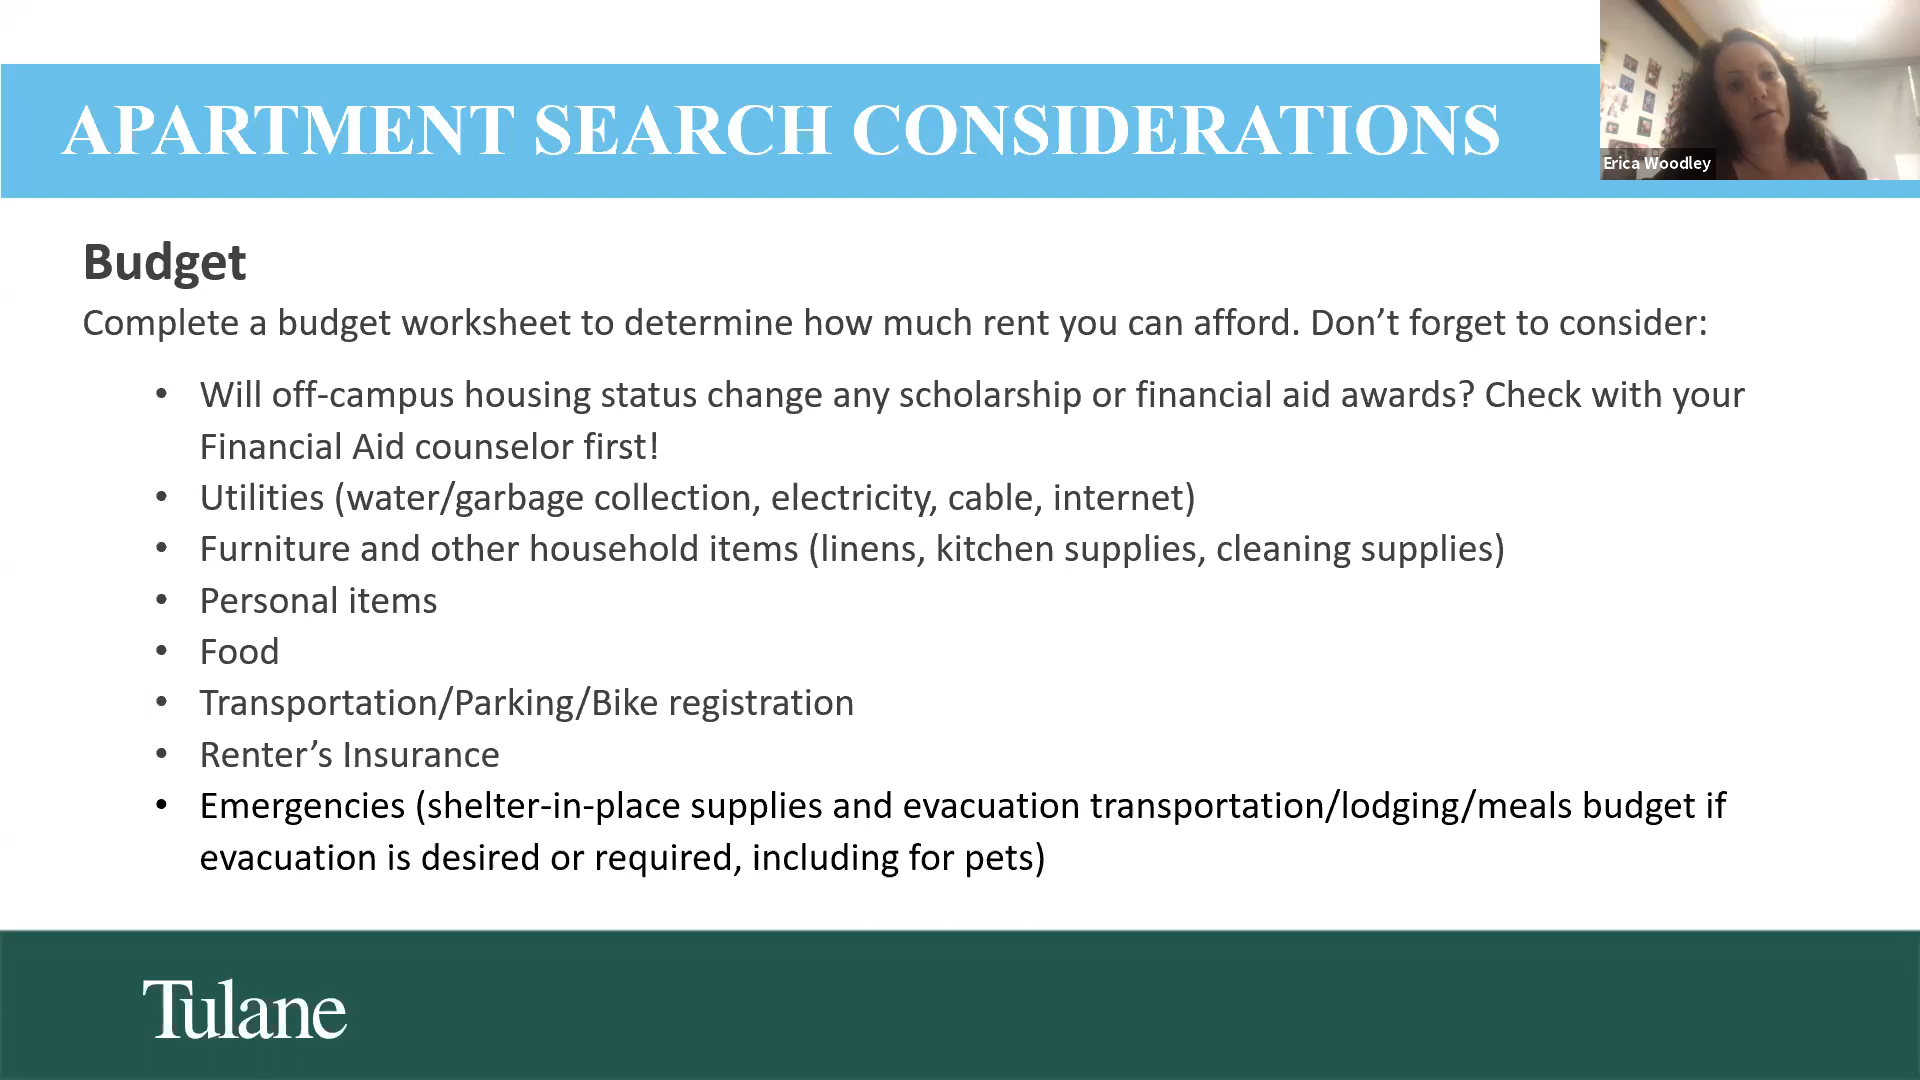 APARTMENT SEARCH CONSIDERATIONS
Erica Woodley
Budget
Complete a budget worksheet to determine how much rent you can afford. Don’t forget to consider:
• Will off-campus housing status change any scholarship or financial aid awards? Check with your
Financial Aid counselor first!
• Utilities (water/garbage collection, electricity, cable, internet)
• Furniture and other household items (linens, kitchen supplies, cleaning supplies)
• Personal items
• Food
• Transportation/Parking/Bike registration
• Renter’s Insurance
• Emergencies (shelter-in-place supplies and evacuation transportation/lodging/meals budget if
evacuation is desired or required, including for pets)
Tulane